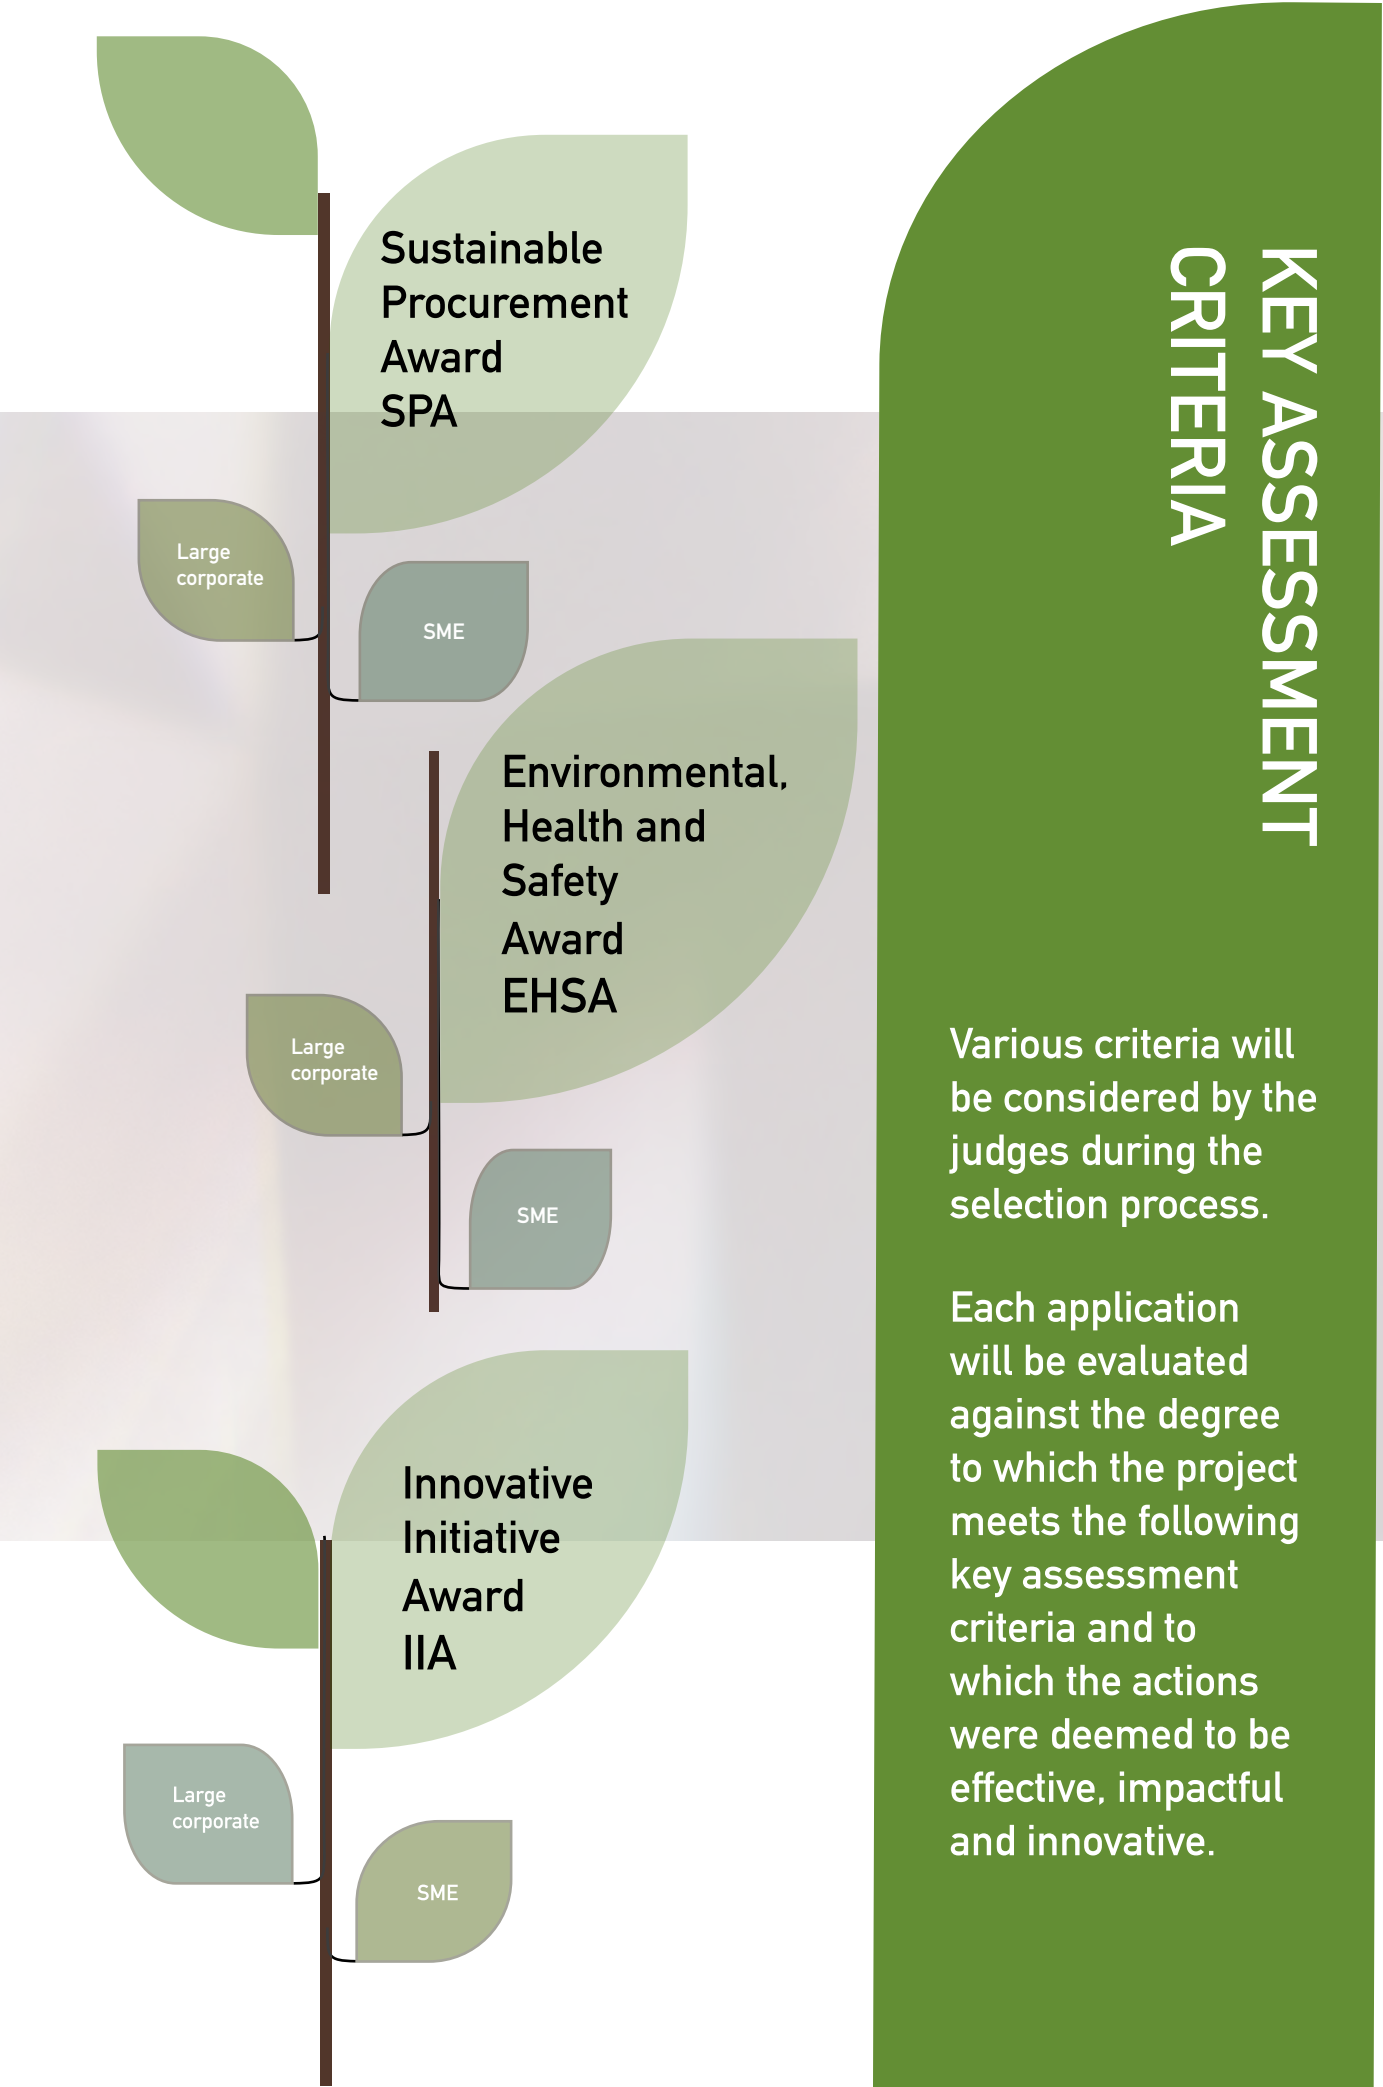 Sustainable
Procurement
Award
SPA
Large
corporate
SME
Environmental,
Health and
Safety
Award
EHSA
Large
corporate
SME
Innovative
Initiative
Award
IIA
Large
corporate
SME
KEY ASSESSMENT
CRITERIA
Various criteria will
be considered by the
judges during the
selection process.
Each application
will be evaluated
against the degree
to which the project
meets the following
key assessment
criteria and to
which the actions
were deemed to be
effective, impactful
and innovative.